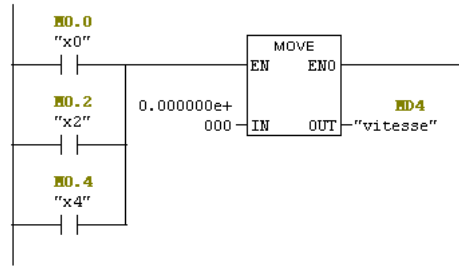 M0.0
"x0"
MOVE
EN ENO
M0.2
"x2"
0.000000e+
000 IN OUT "vitesse"
MD4
M0.4
"x4"